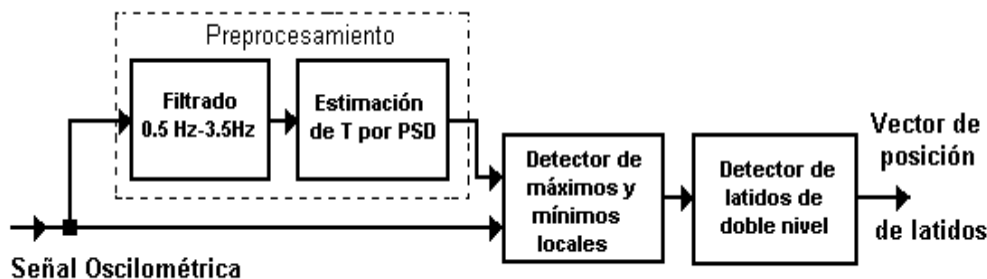 Preprocesamiento
Filtrado
0.5 Hz-3.5Hz
Estimación
de T por PSD
Detector de
máximos y
mínimos
locales
Detector de
latidos de
doble nivel
Vector de
posición
de latidos
Señal Oscilométrica